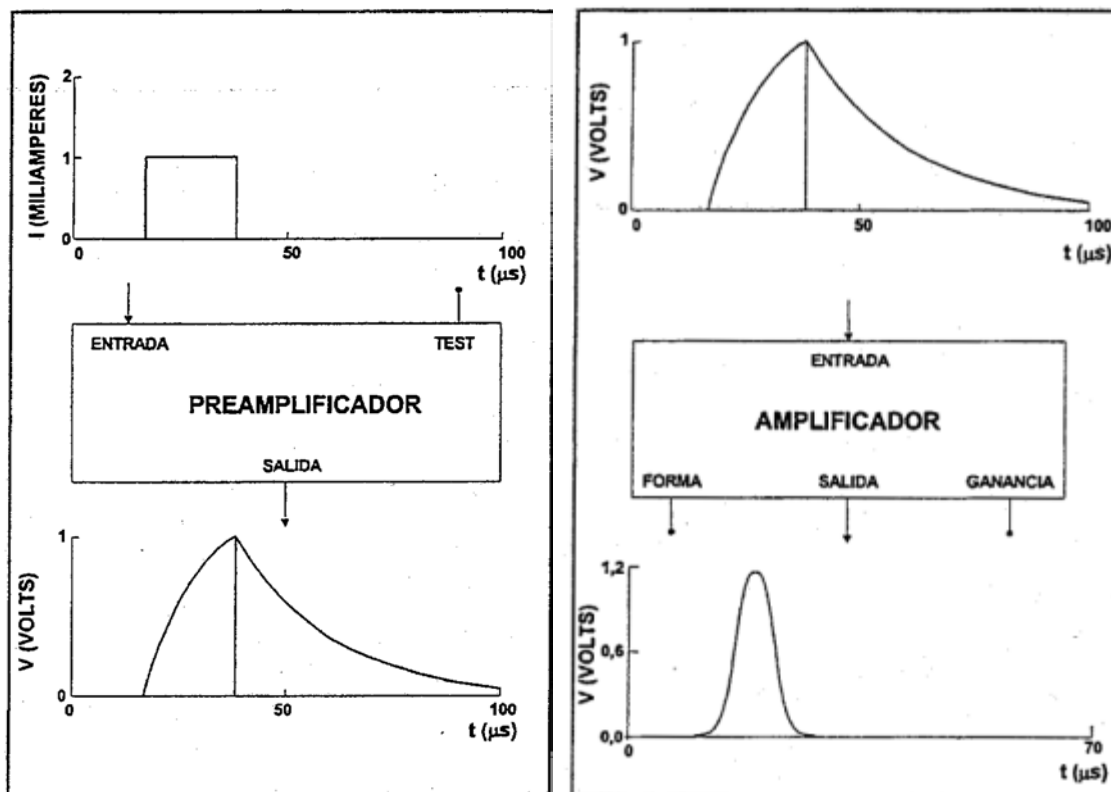 I (MILIAMPERES)
2
1
0
0 50 100
t (µs)
ENTRADA TEST
PREAMPLIFICADOR
SALIDA
V (VOLTS)
1
0
0 50 100
t (µs)
V (VOLTS)
1
0
0 50 100
t (µs)
ENTRADA
AMPLIFICADOR
FORMA SALIDA GANANCIA
V (VOLTS)
1,2
0,6
0,0
0 70
t (µs)